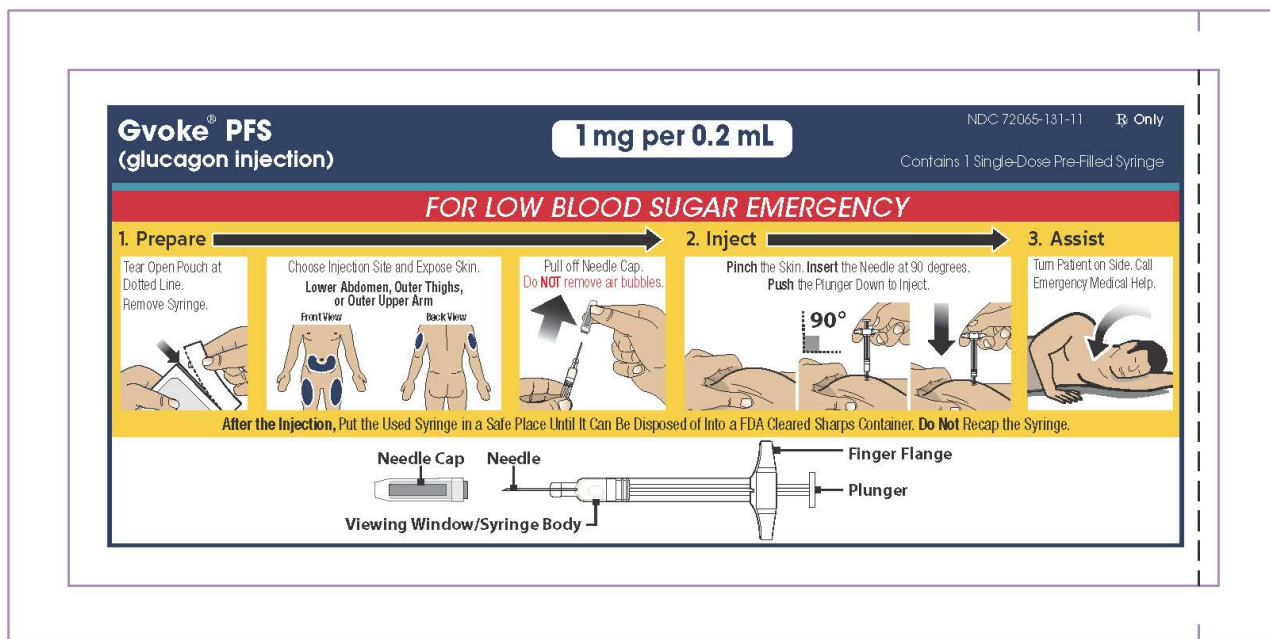 Gvoke® PFS
(glucagon injection)
1 mg per 0.2 mL
NDC 72065-131-11 ℞ Only
Contains 1 Single-Dose Pre-Filled Syringe
FOR LOW BLOOD SUGAR EMERGENCY
1. Prepare
Tear Open Pouch at
Dotted Line.
Remove Syringe.
Choose Injection Site and Expose Skin.
Lower Abdomen, Outer Thighs,
or Outer Upper Arm
Front View
Back View
Pull off Needle Cap.
Do NOT remove air bubbles.
2. Inject
Pinch the Skin. Insert the Needle at 90 degrees.
Push the Plunger Down to Inject.
90°
3. Assist
Turn Patient on Side. Call
Emergency Medical Help.
After the Injection, Put the Used Syringe in a Safe Place Until It Can Be Disposed of Into a FDA Cleared Sharps Container. Do Not Recap the Syringe.
Needle Cap
Needle
Finger Flange
Plunger
Viewing Window/Syringe Body